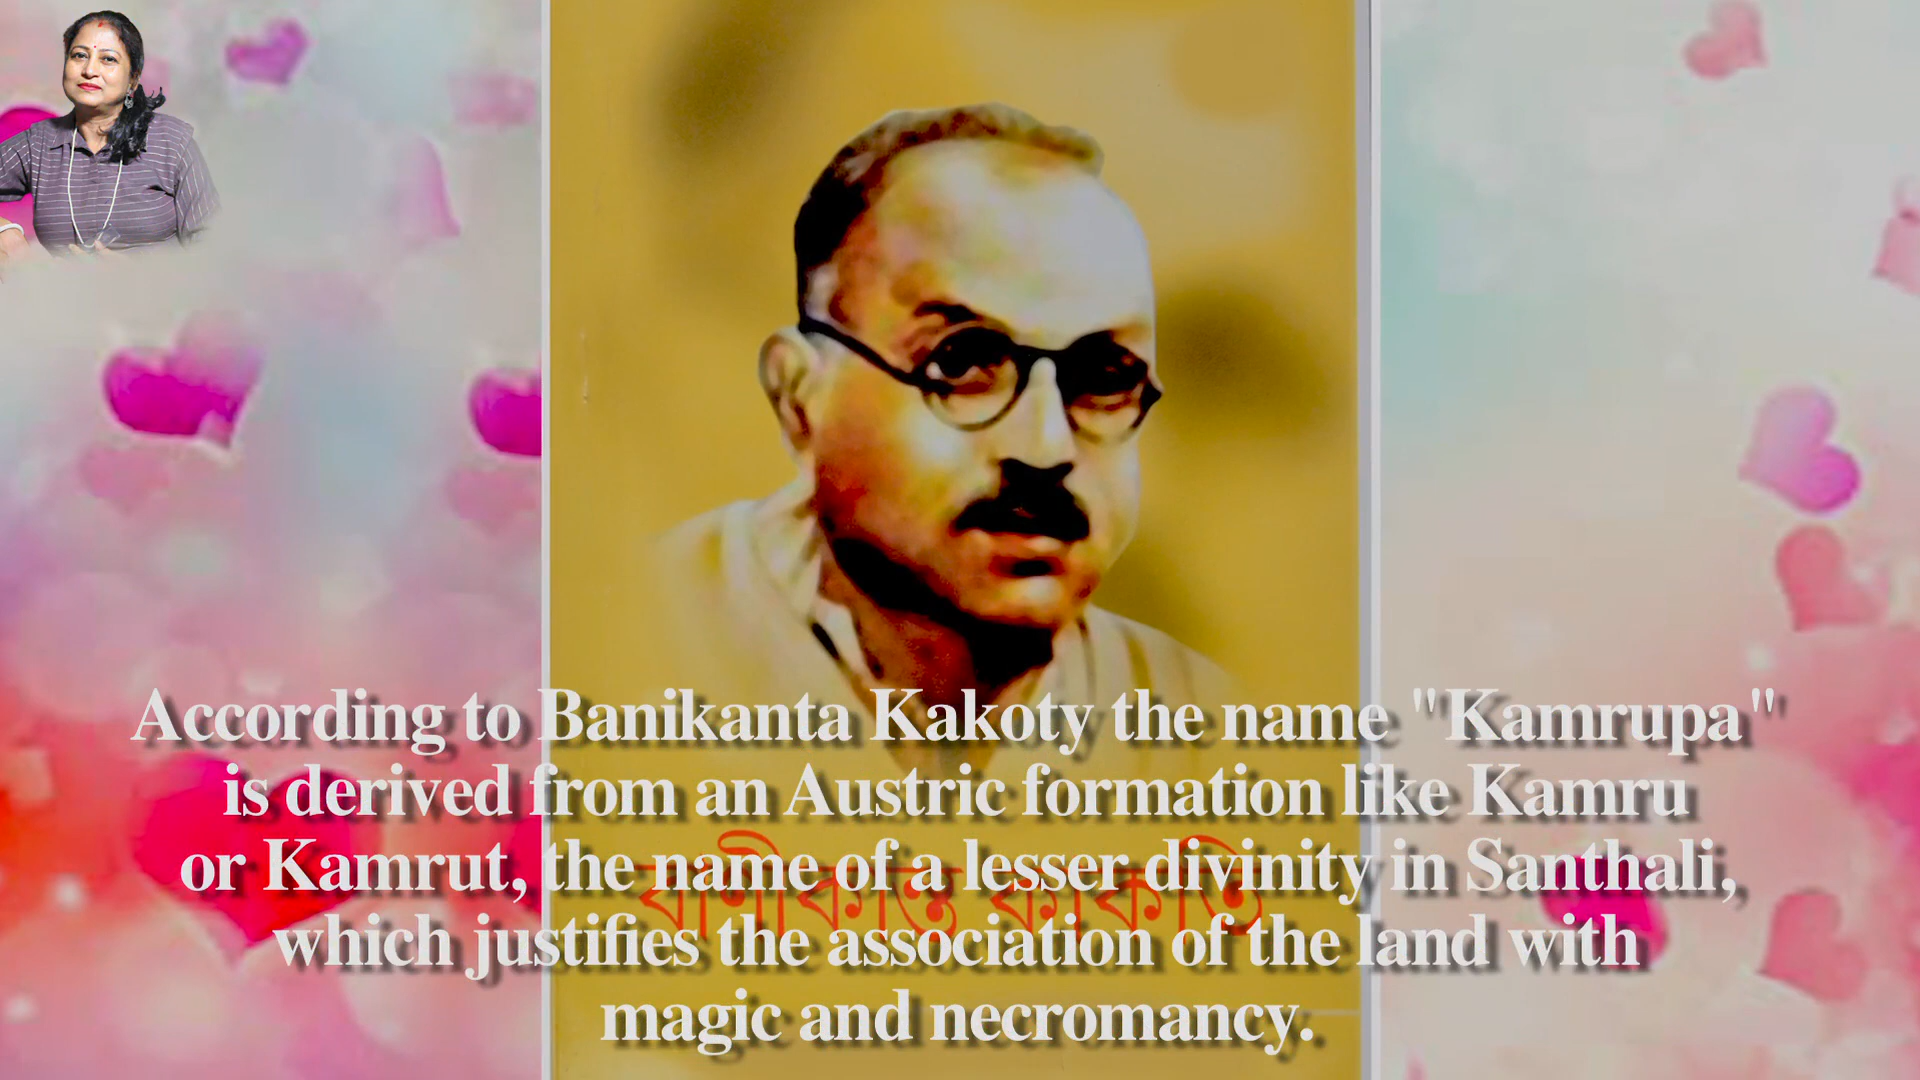 According to Banikanta Kakoty the name "Kamrupa"
is derived from an Austric formation like Kamru
or Kamrut, the name of a lesser divinity in Santhali,
which justifies the association of the land with
magic and necromancy.
বাণীকান্ত কাকতি